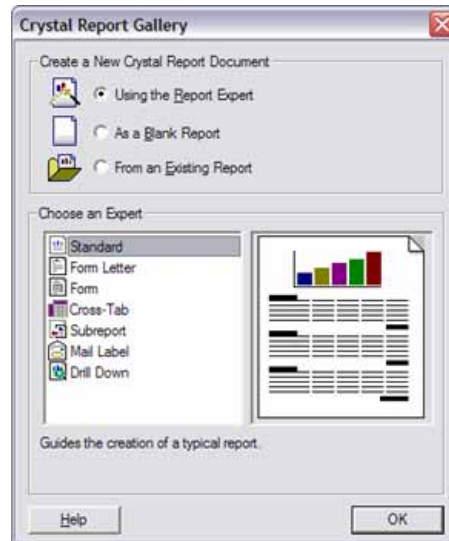 Crystal Report Gallery
Create a New Crystal Report Document
Using the Report Expert
As a Blank Report
From an Existing Report
Choose an Expert
Standard
Form Letter
Form
Cross-Tab
Subreport
Mail Label
Drill Down
Guides the creation of a typical report.
Help
OK